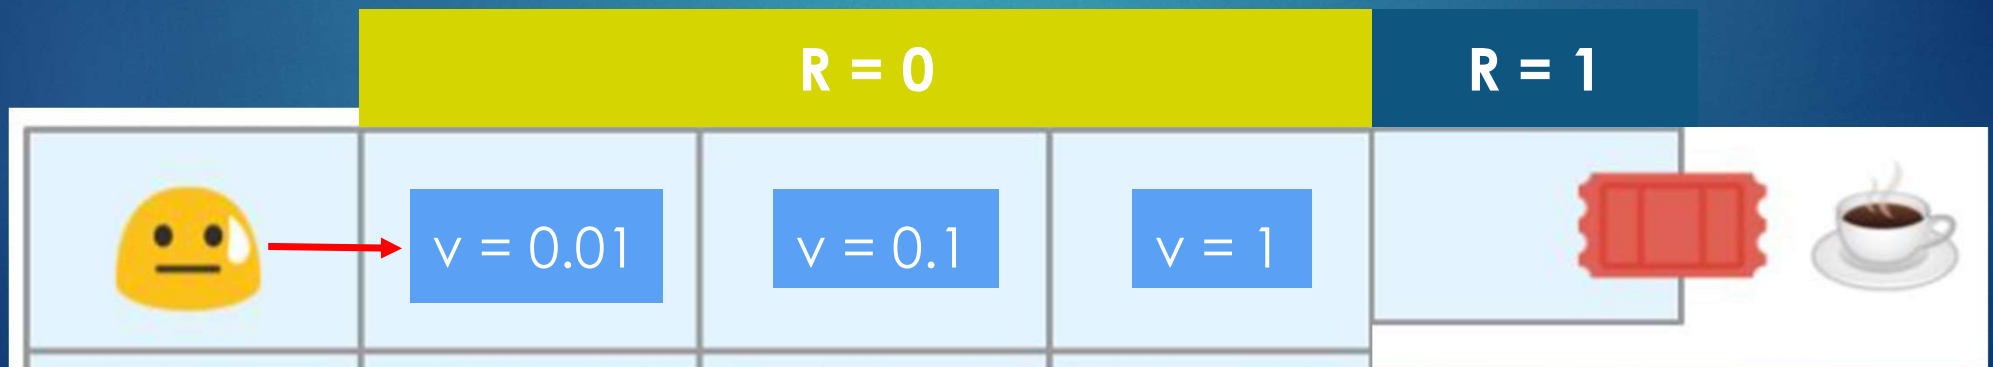 R = 0
R = 1
v = 0.01
v = 0.1
v = 1